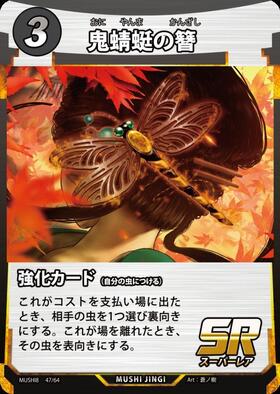 3
おに やんま かんざし
鬼蜻蜓の簪
強化カード (自分の虫につける)
これがコストを支払い場に出た
とき、相手の虫を1つ選び裏向き
にする。これが場を離れたとき、
その虫を表向きにする。
SR
スーパーレア
MUSHI8 47/64
MUSHI JINGI
Art:蒼ノ樹